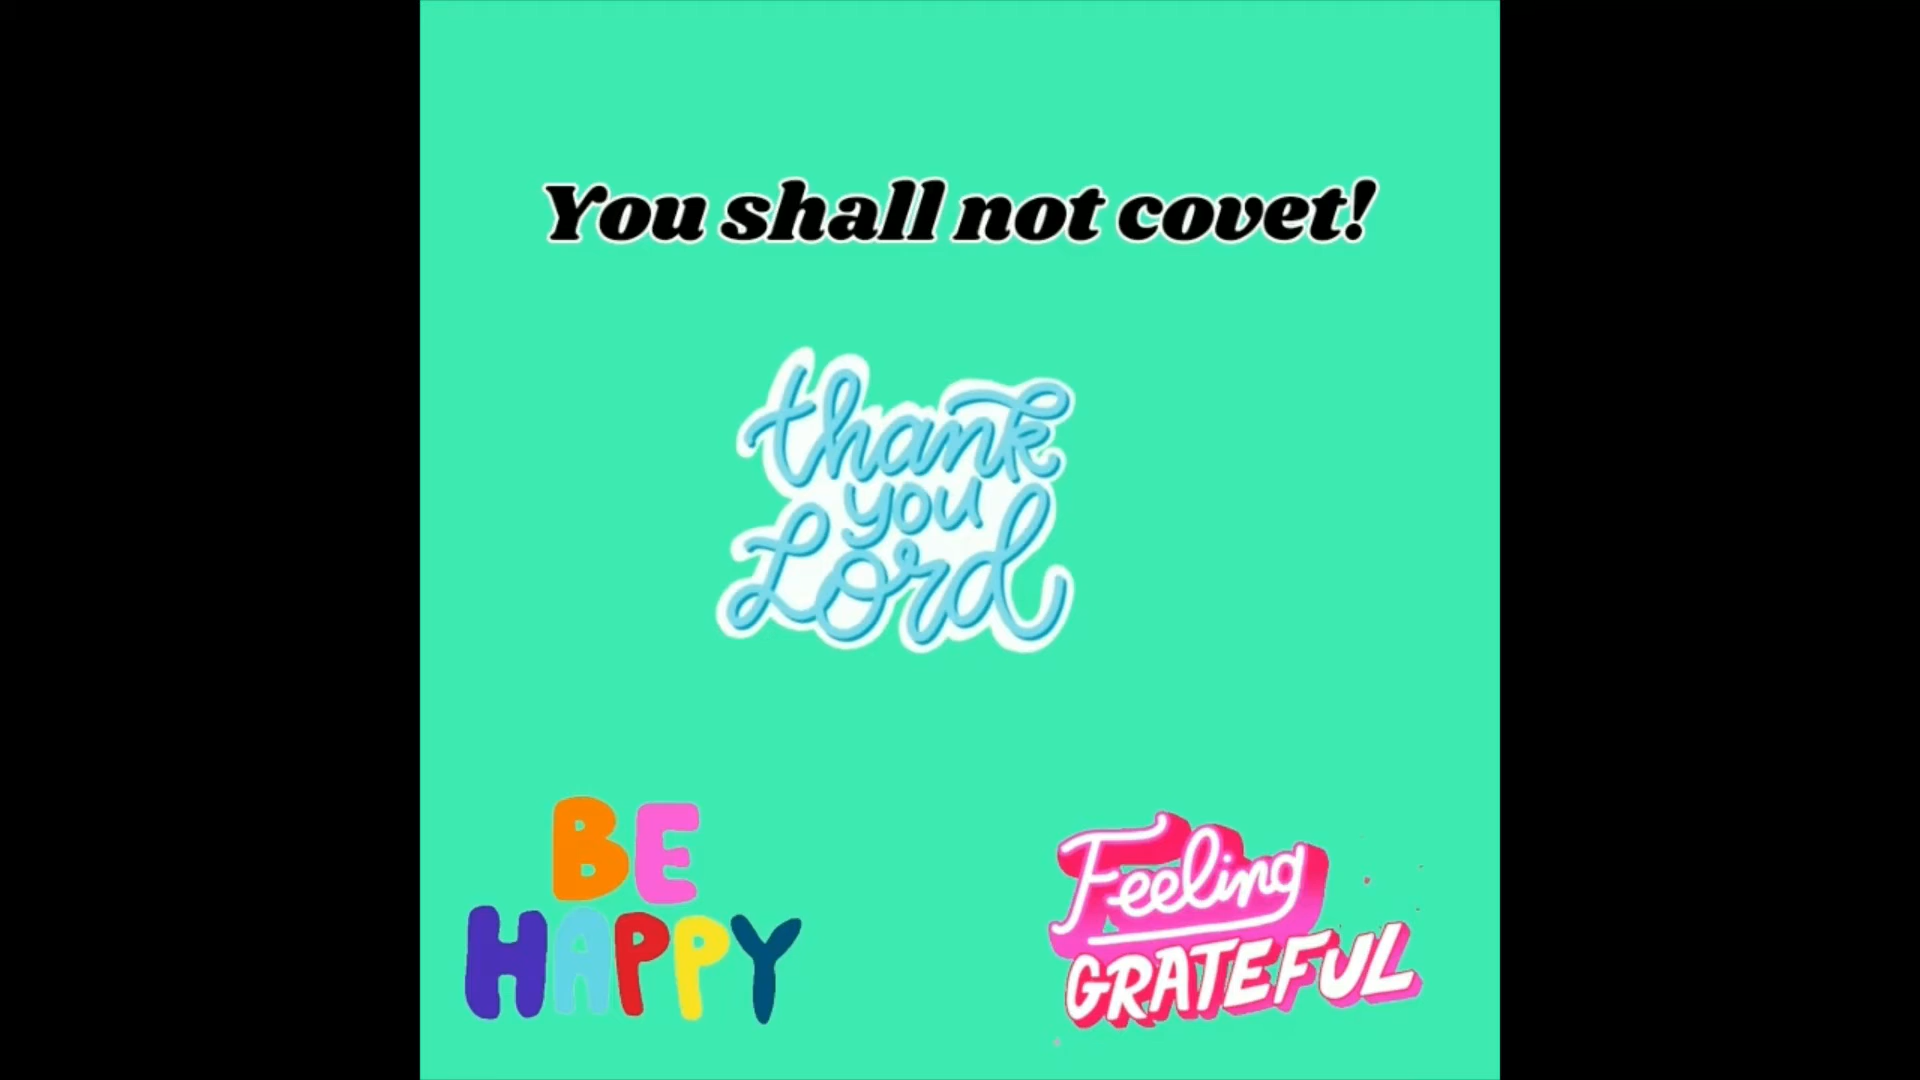 You shall not covet!
thank
you
Lord
BE
HAPPY
Feeling
GRATEFUL